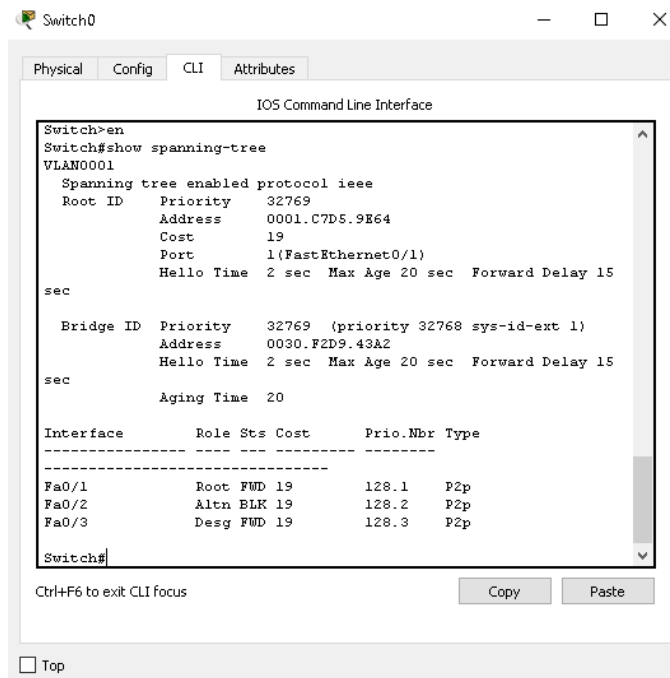 Switch0
Physical Config CLI Attributes
IOS Command Line Interface
Switch>en
Switch#show spanning-tree
VLAN0001
  Spanning tree enabled protocol ieee
  Root ID    Priority    32769
             Address     0001.C7D5.9E64
             Cost        19
             Port        1(FastEthernet0/1)
             Hello Time  2 sec  Max Age 20 sec  Forward Delay 15
sec
  Bridge ID  Priority    32769  (priority 32768 sys-id-ext 1)
             Address     0030.F2D9.43A2
             Hello Time  2 sec  Max Age 20 sec  Forward Delay 15
sec
             Aging Time  20
Interface        Role Sts Cost      Prio.Nbr Type
---------------- ---- --- --------- --------
--------------------------------
Fa0/1            Root FWD 19        128.1    P2p
Fa0/2            Altn BLK 19        128.2    P2p
Fa0/3            Desg FWD 19        128.3    P2p
Switch#
Ctrl+F6 to exit CLI focus Copy Paste
Top